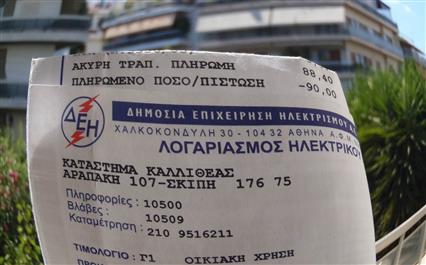 ΑΚΥΡΗ ΤΡΑΠ. ΠΛΗΡΩΜΗ 88,40
ΠΛΗΡΩΜΕΝΟ ΠΟΣΟ/ΠΙΣΤΩΣΗ -90,00
ΔΕΗ
ΔΗΜΟΣΙΑ ΕΠΙΧΕΙΡΗΣΗ ΗΛΕΚΤΡΙΣΜΟΥ
ΧΑΛΚΟΚΟΝΔΥΛΗ 30 - 104 32 ΑΘΗΝΑ Α.Φ.Μ
ΛΟΓΑΡΙΑΣΜΟΣ ΗΛΕΚΤΡΙΚΟΥ
ΚΑΤΑΣΤΗΜΑ ΚΑΛΛΙΘΕΑΣ
ΑΡΑΠΑΚΗ 107-ΣΚΙΠΗ 176 75
Πληροφορίες : 10500
Βλάβες : 10509
Καταμέτρηση : 210 9516211
ΤΙΜΟΛΟΓΙΟ : Γ1 ΟΙΚΙΑΚΗ ΧΡΗΣΗ